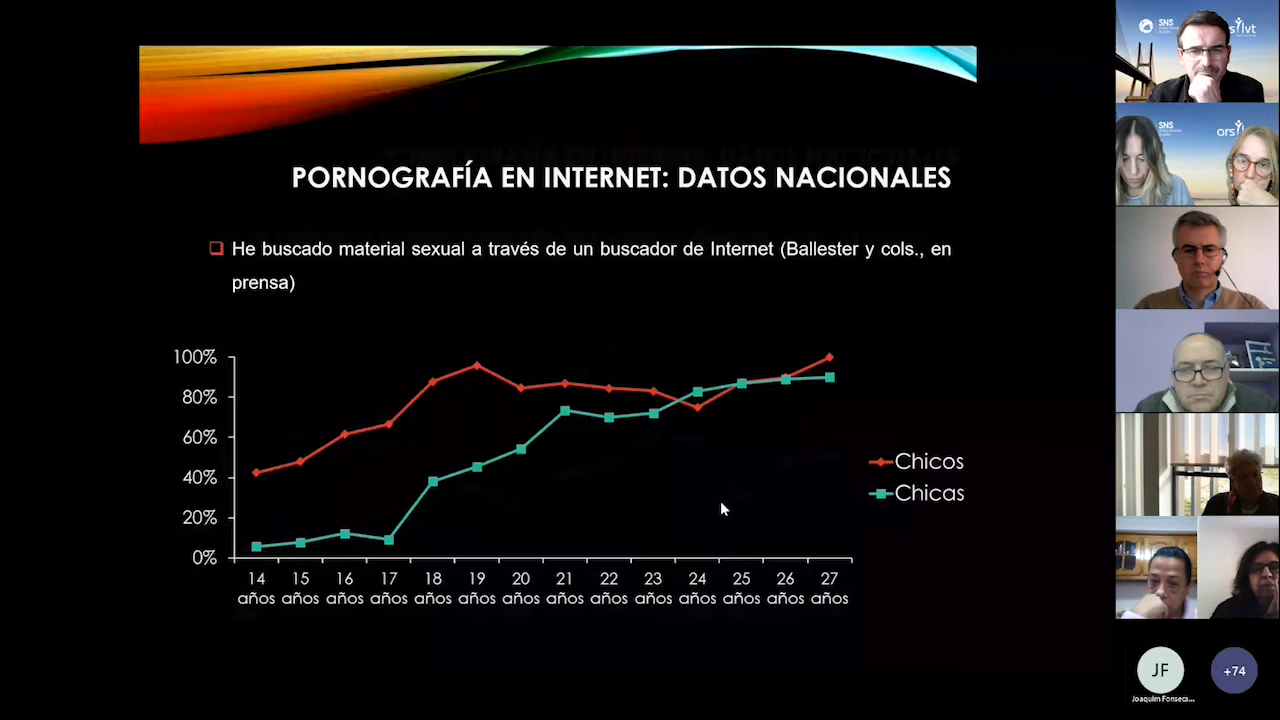 PORNOGRAFÍA EN INTERNET: DATOS NACIONALES
He buscado material sexual a través de un buscador de Internet (Ballester y cols., en
prensa)
100%
80%
60%
40%
20%
0%
14 años
15 años
16 años
17 años
18 años
19 años
20 años
21 años
22 años
23 años
24 años
25 años
26 años
27 años
Chicos
Chicas
SNS
SNS
JF
+74
Joaquim Fonseca...